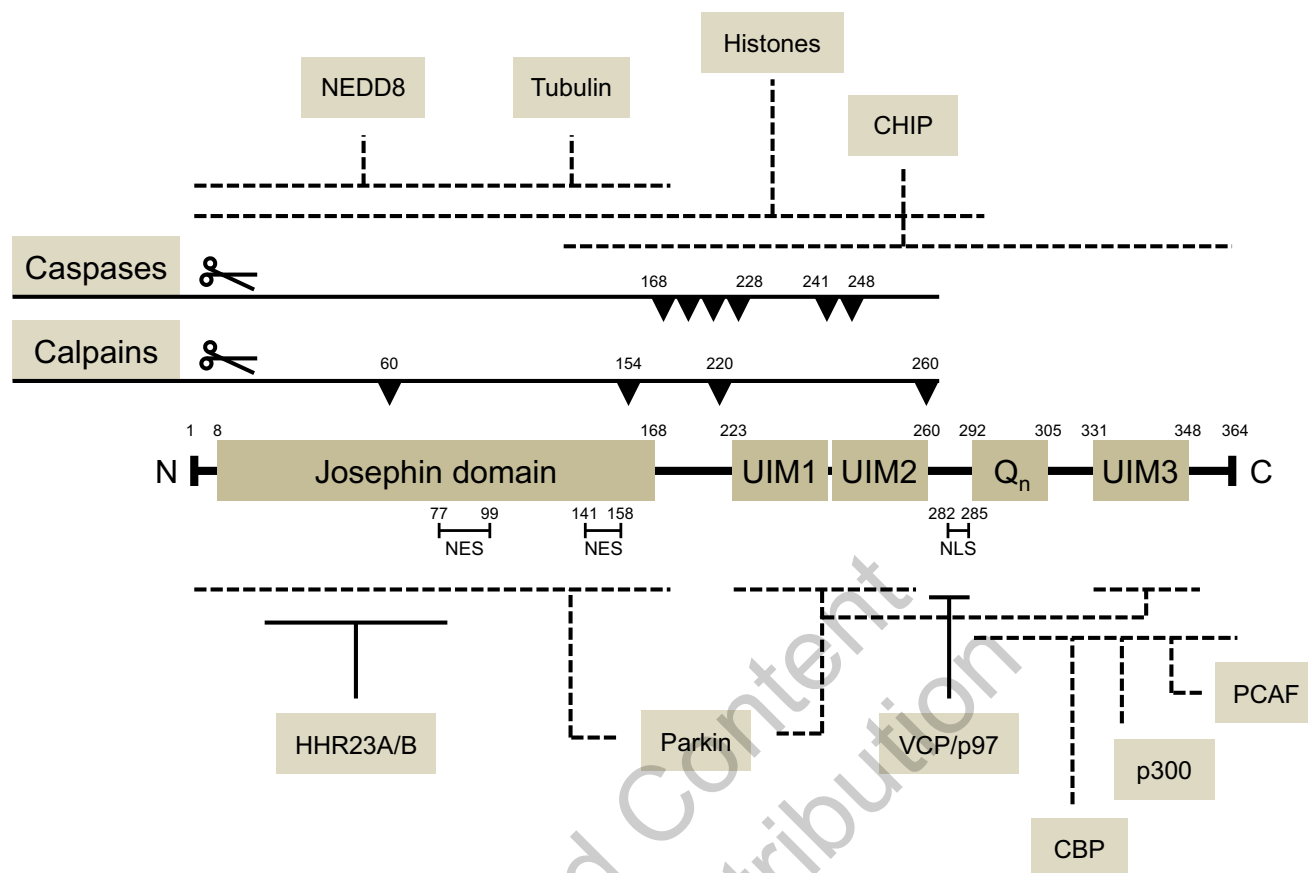 Histones
NEDD8
Tubulin
CHIP
Caspases
168
228
241
248
Calpains
60
154
220
260
1
8
168
223
260
292
305
331
348
364
N
Josephin domain
UIM1
UIM2
Qn
UIM3
C
77
99
141
158
282
285
NES
NES
NLS
HHR23A/B
Parkin
VCP/p97
PCAF
p300
CBP
Content